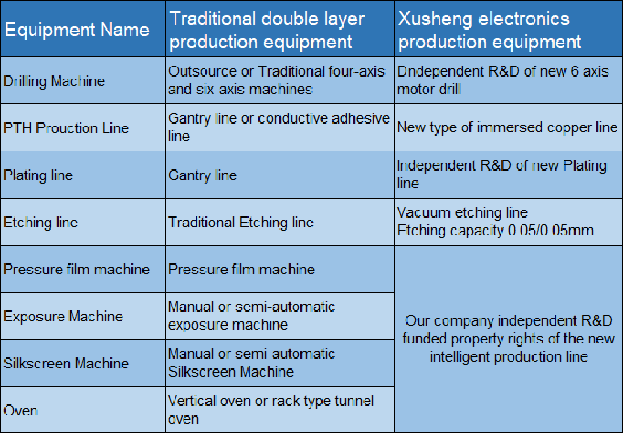 Equipment Name
Traditional double layer
production equipment
Xusheng electronics
production equipment
Drilling Machine
Outsource or Traditional four-axis
and six axis machines
Dndependent R&D of new 6 axis
motor drill
PTH Prouction Line
Gantry line or conductive adhesive
line
New type of immersed copper line
Plating line
Gantry line
Independent R&D of new Plating
line
Etching line
Traditional Etching line
Vacuum etching line
Etching capacity 0.05/0.05mm
Pressure film machine
Pressure film machine
Our company independent R&D
funded property rights of the new
intelligent production line
Exposure Machine
Manual or semi-automatic
exposure machine
Silkscreen Machine
Manual or semi-automatic
Silkscreen Machine
Oven
Vertical oven or rack type tunnel
oven